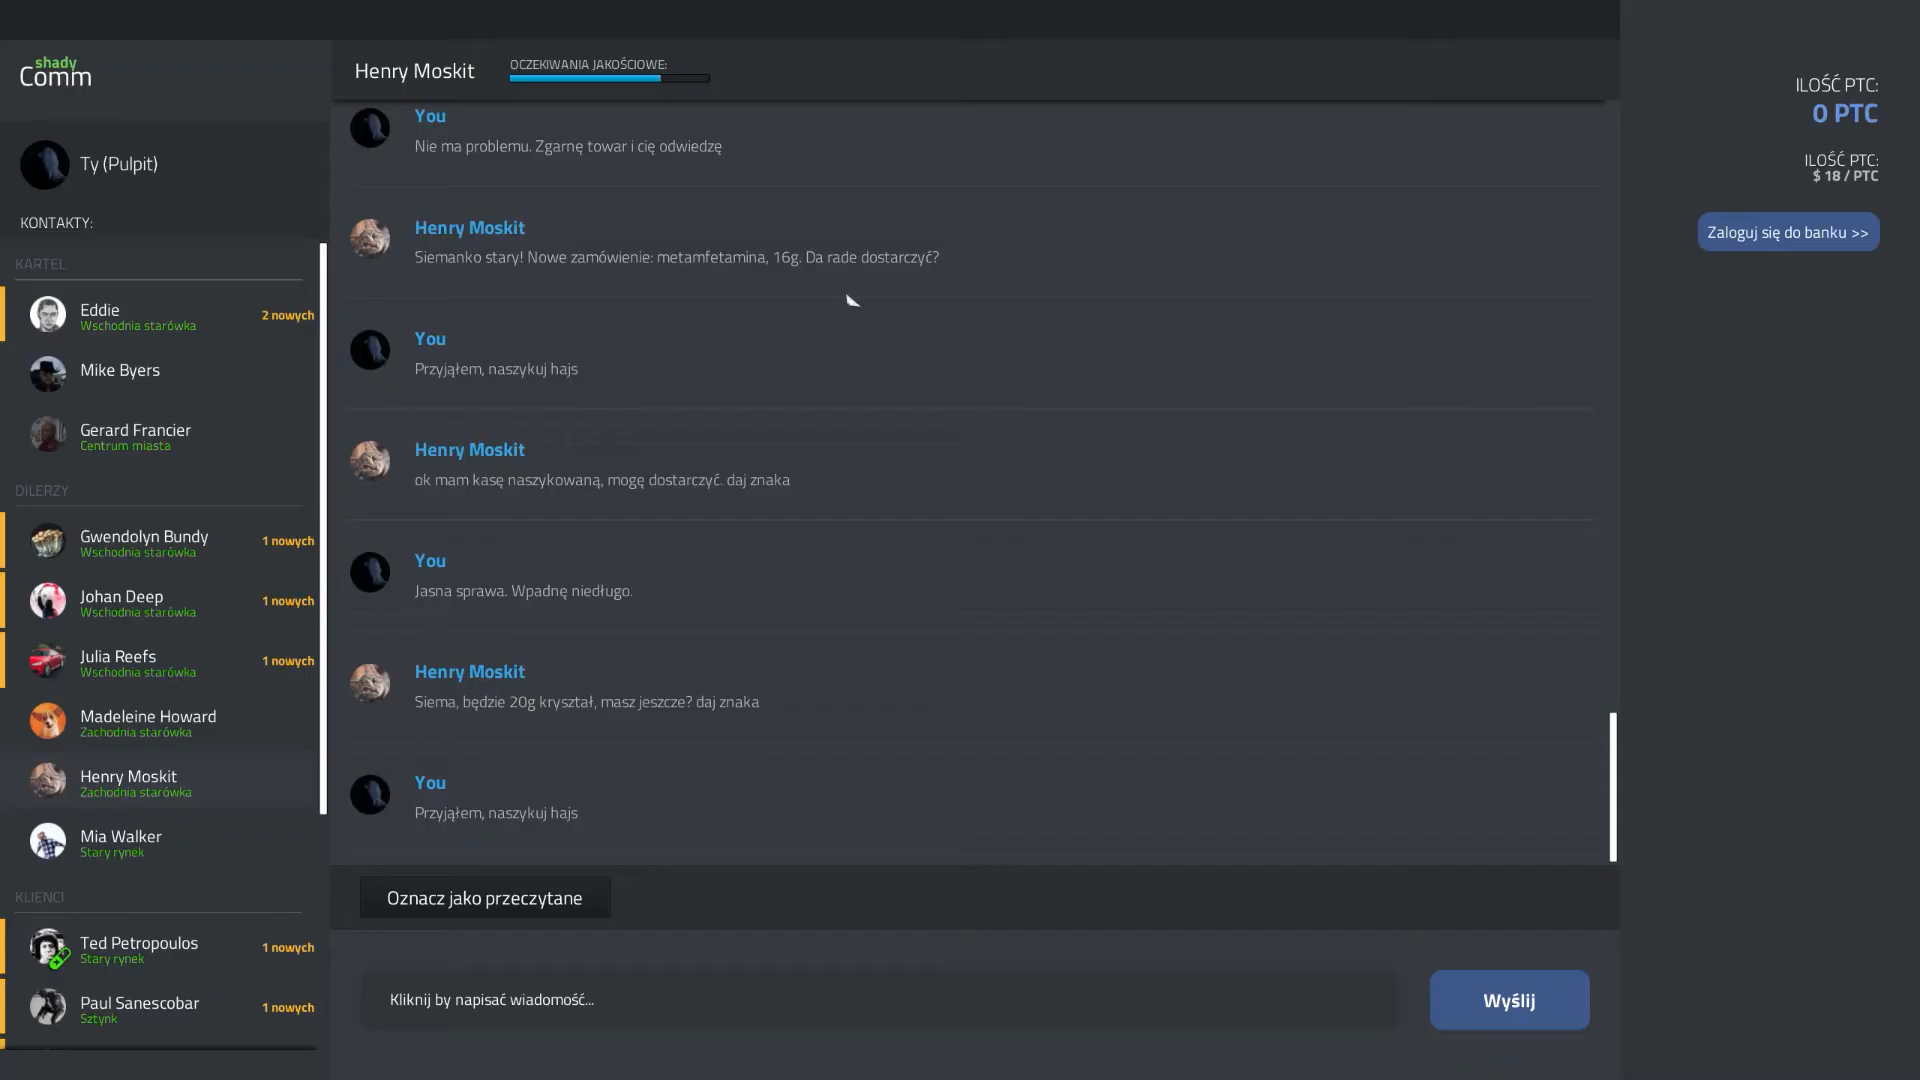 shady
Comm
Ty (Pulpit)
KONTAKTY:
KARTEL
Eddie
Wschodnia starówka
2 nowych
Mike Byers
Gerard Francier
Centrum miasta
DILERZY
Gwendolyn Bundy
Wschodnia starówka
1 nowych
Johan Deep
Wschodnia starówka
1 nowych
Julia Reefs
Wschodnia starówka
1 nowych
Madeleine Howard
Zachodnia starówka
Henry Moskit
Zachodnia starówka
Mia Walker
Stary rynek
KLIENCI
Ted Petropoulos
Stary rynek
1 nowych
Paul Sanescobar
Sztynk
1 nowych
Henry Moskit
OCZEKIWANIA JAKOŚCIOWE:
You
Nie ma problemu. Zgarnę towar i cię odwiedzę
Henry Moskit
Siemanko stary! Nowe zamówienie: metamfetamina, 16g. Da rade dostarczyć?
You
Przyjąłem, naszykuj hajs
Henry Moskit
ok mam kasę naszykowaną, mogę dostarczyć. daj znaka
You
Jasna sprawa. Wpadnę niedługo.
Henry Moskit
Siema, będzie 20g kryształ, masz jeszcze? daj znaka
You
Przyjąłem, naszykuj hajs
Oznacz jako przeczytane
Kliknij by napisać wiadomość...
Wyślij
ILOŚĆ PTC:
0 PTC
ILOŚĆ PTC:
$ 18 / PTC
Zaloguj się do banku >>